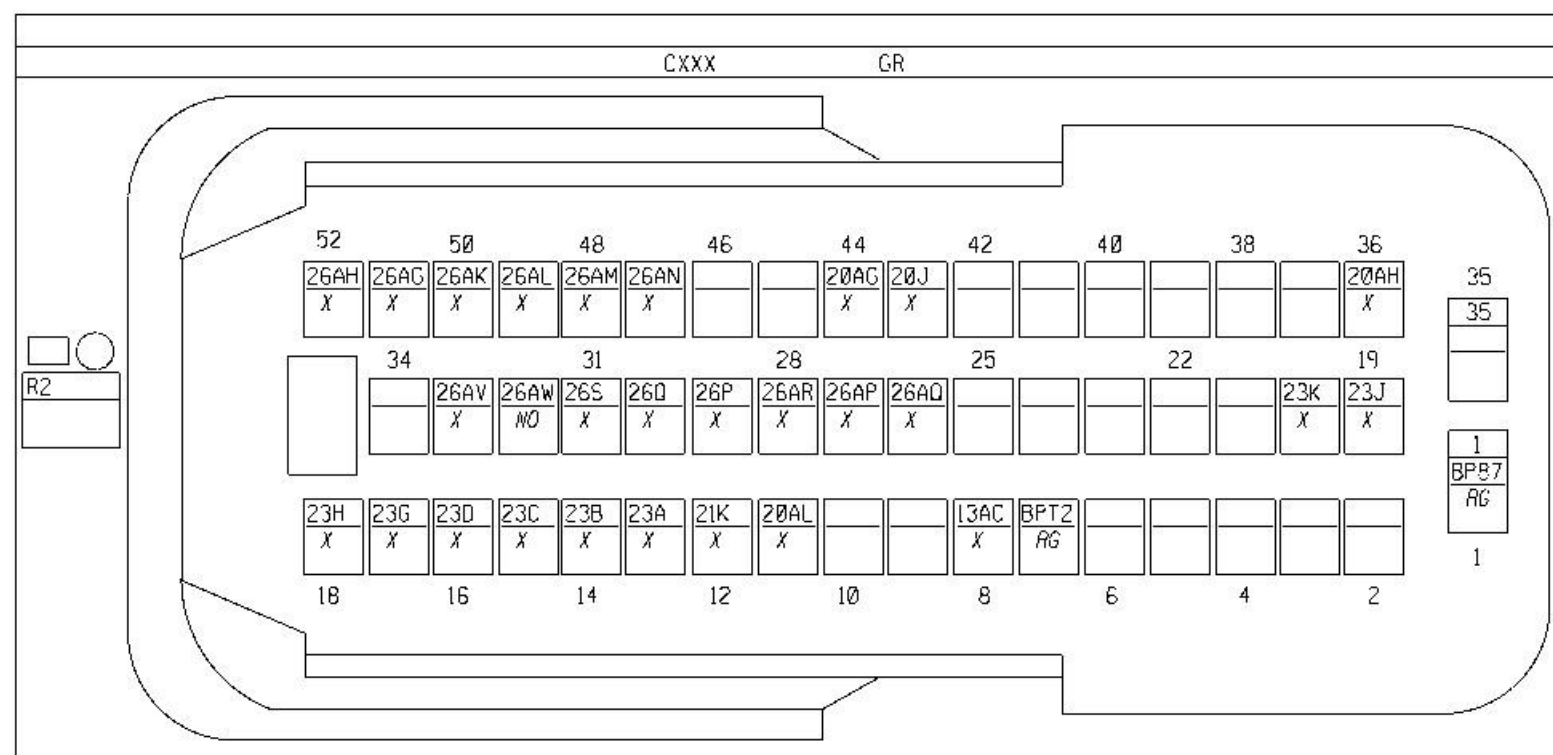 CXXX GR
52 50 48 46 44 42 40 38 36 35
26AH 26AG 26AK 26AL 26AM 26AN 20AG 20J 20AH 35
X X X X X X X X X
34 31 28 25 22 19
R2 26AV 26AW 26S 26Q 26P 26AR 26AP 26AQ 23K 23J
X NO X X X X X X X X
1
BPB7
RG
1
23H 23G 23D 23C 23B 23A 21K 20AL 13AC BPT2
X X X X X X X X X RG
18 16 14 12 10 8 6 4 2